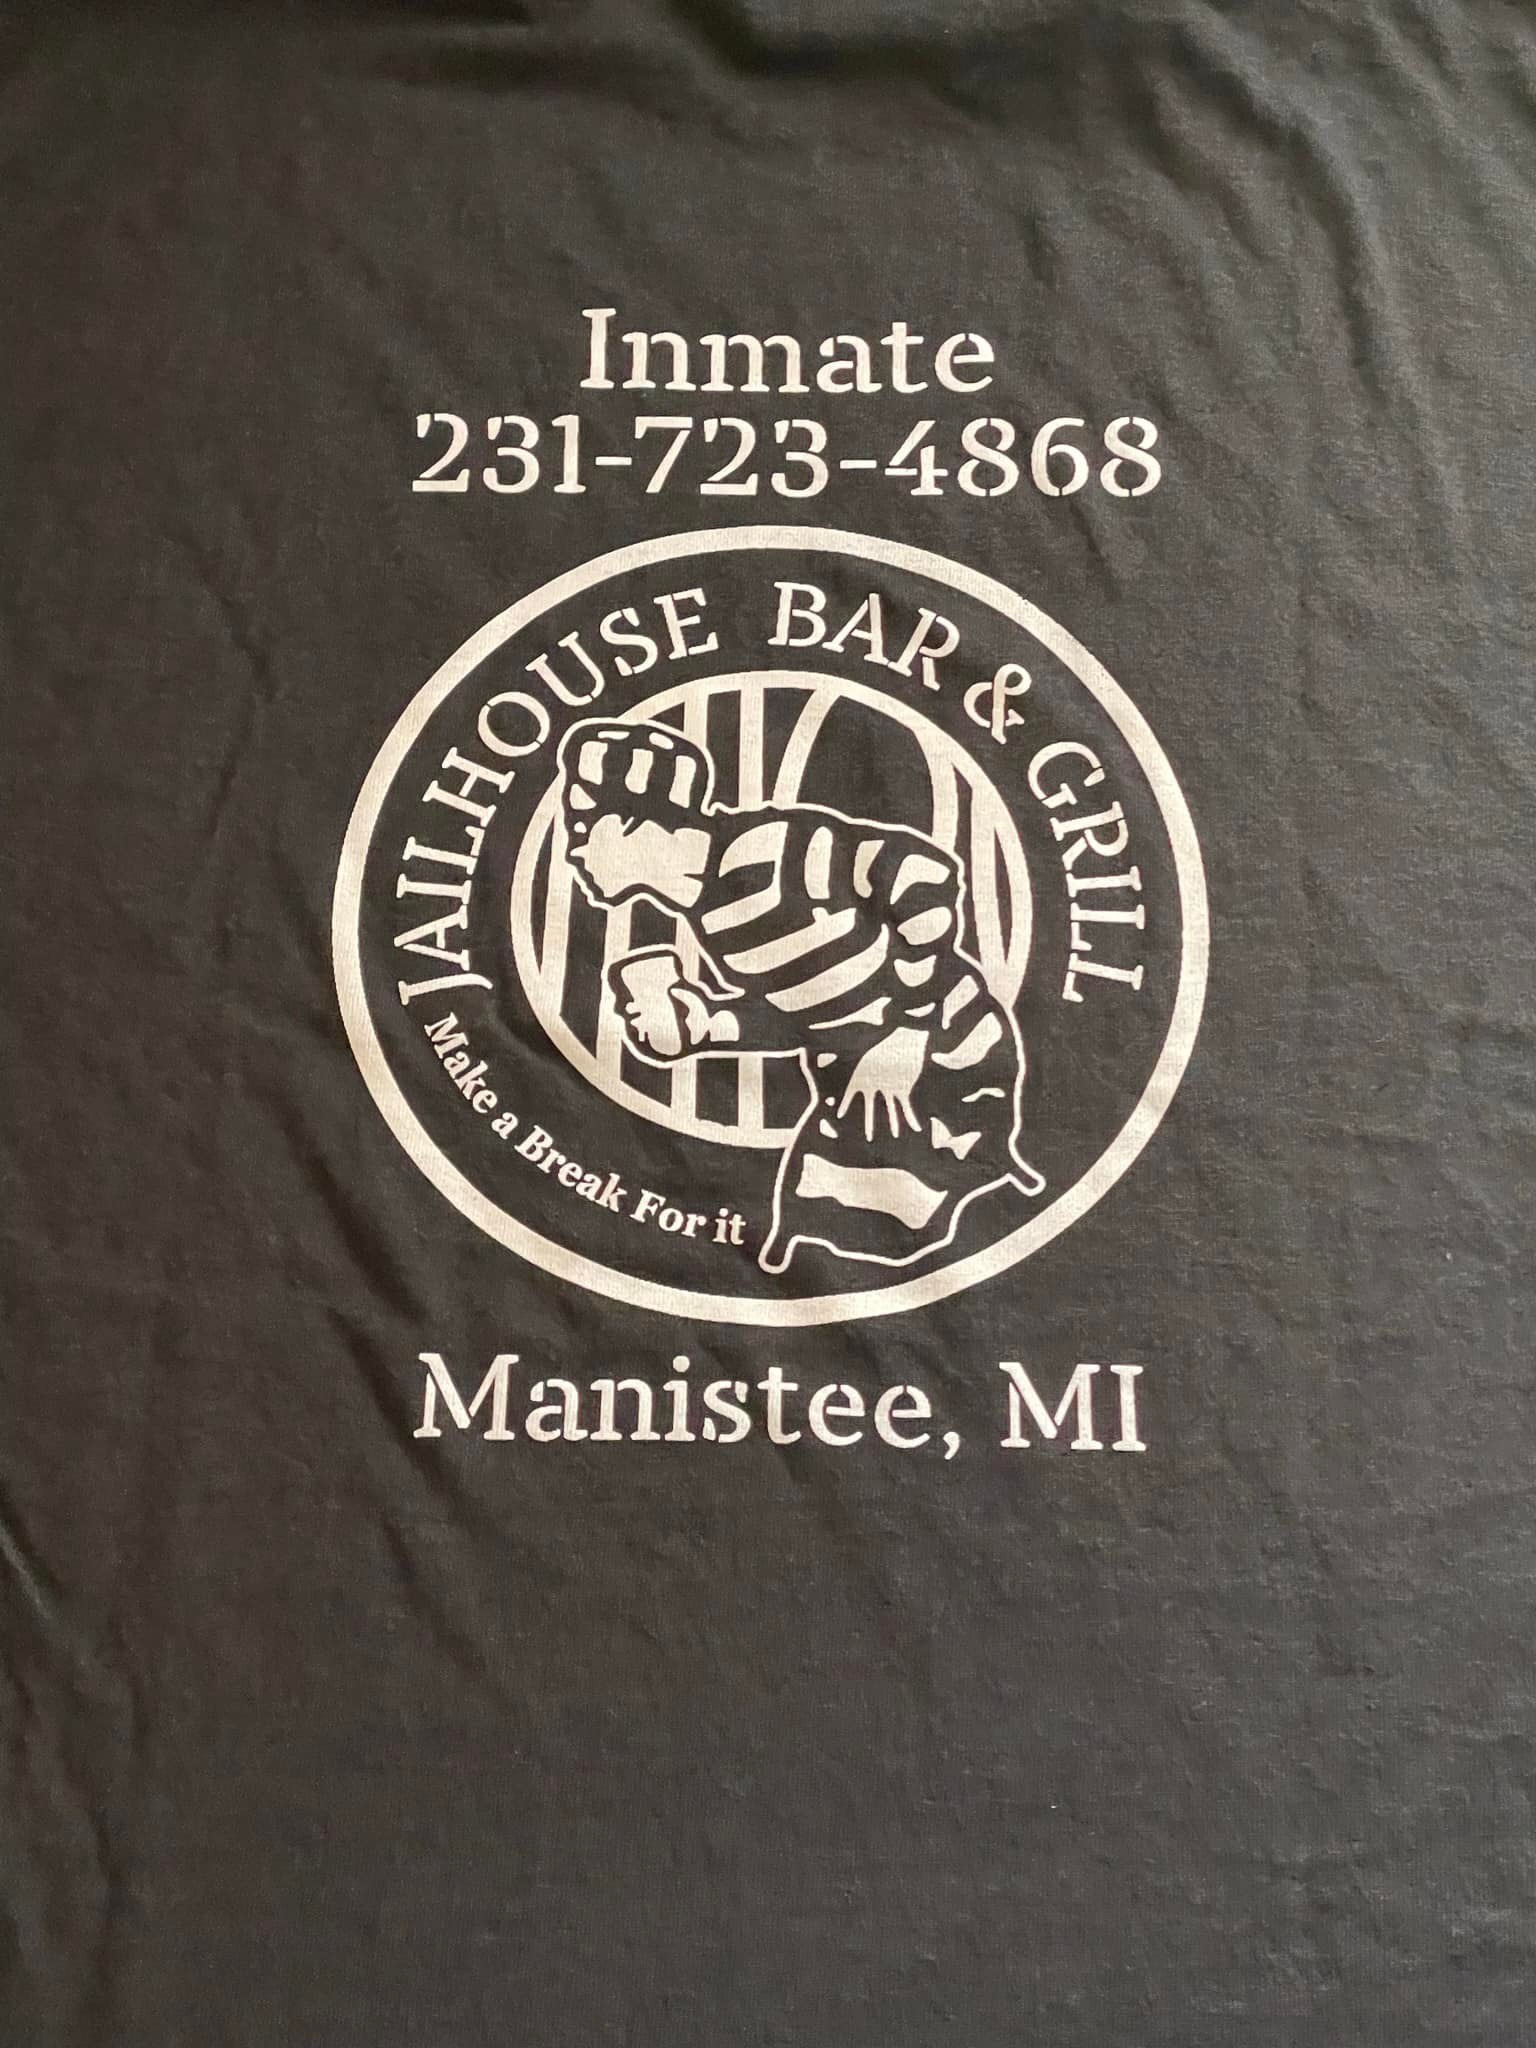 Inmate
231-723-4868
JAILHOUSE BAR & GRILL
Make a Break For it
Manistee, MI